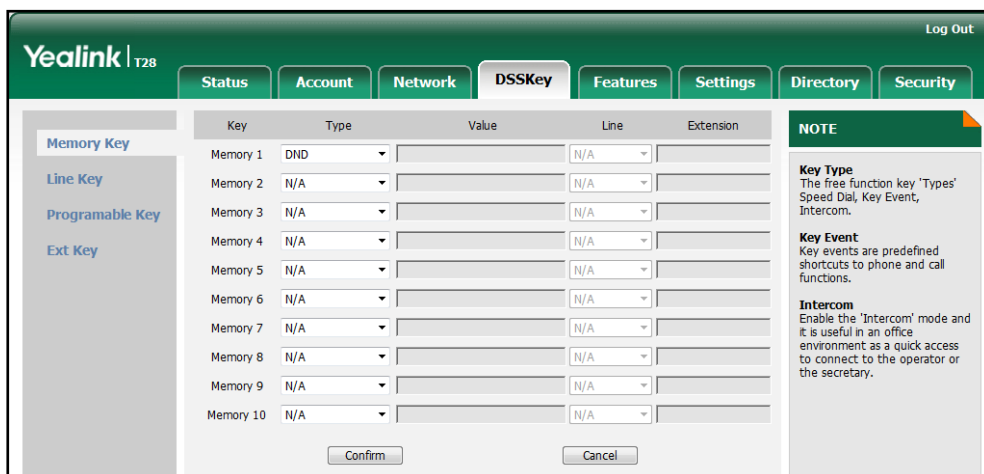 Log Out
Yealink | T28
Status Account Network DSSKey Features Settings Directory Security
Memory Key
Line Key
Programable Key
Ext Key
Key Type Value Line Extension
Memory 1 DND N/A
Memory 2 N/A N/A
Memory 3 N/A N/A
Memory 4 N/A N/A
Memory 5 N/A N/A
Memory 6 N/A N/A
Memory 7 N/A N/A
Memory 8 N/A N/A
Memory 9 N/A N/A
Memory 10 N/A N/A
Confirm Cancel
NOTE
Key Type
The free function key 'Types'
Speed Dial, Key Event,
Intercom.
Key Event
Key events are predefined
shortcuts to phone and call
functions.
Intercom
Enable the 'Intercom' mode and
it is useful in an office
environment as a quick access
to connect to the operator or
the secretary.